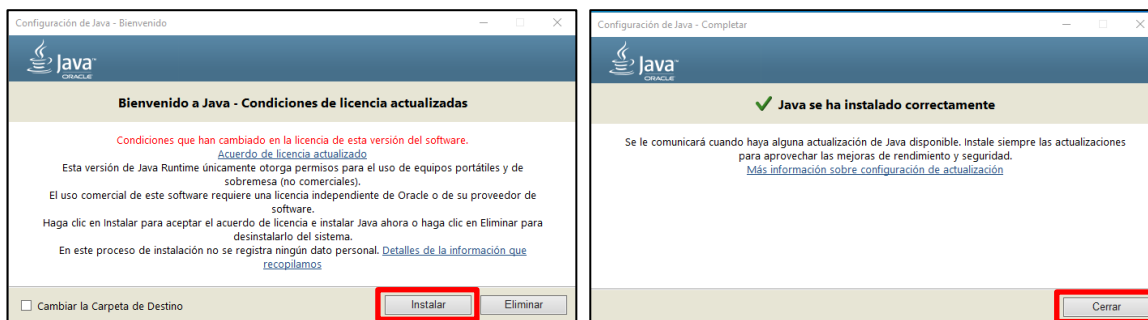 Configuración de Java - Bienvenido
Java
ORACLE
Bienvenido a Java - Condiciones de licencia actualizadas
Condiciones que han cambiado en la licencia de esta versión del software.
Acuerdo de licencia actualizado
Esta versión de Java Runtime únicamente otorga permisos para el uso de equipos portátiles y de
sobremesa (no comerciales).
El uso comercial de este software requiere una licencia independiente de Oracle o de su proveedor de
software.
Haga clic en Instalar para aceptar el acuerdo de licencia e instalar Java ahora o haga clic en Eliminar para
desinstalarlo del sistema.
En este proceso de instalación no se registra ningún dato personal. Detalles de la información que
recopilamos
Cambiar la Carpeta de Destino
Instalar
Eliminar
Configuración de Java - Completar
Java
ORACLE
Java se ha instalado correctamente
Se le comunicará cuando haya alguna actualización de Java disponible. Instale siempre las actualizaciones
para aprovechar las mejoras de rendimiento y seguridad.
Más información sobre configuración de actualización
Cerrar